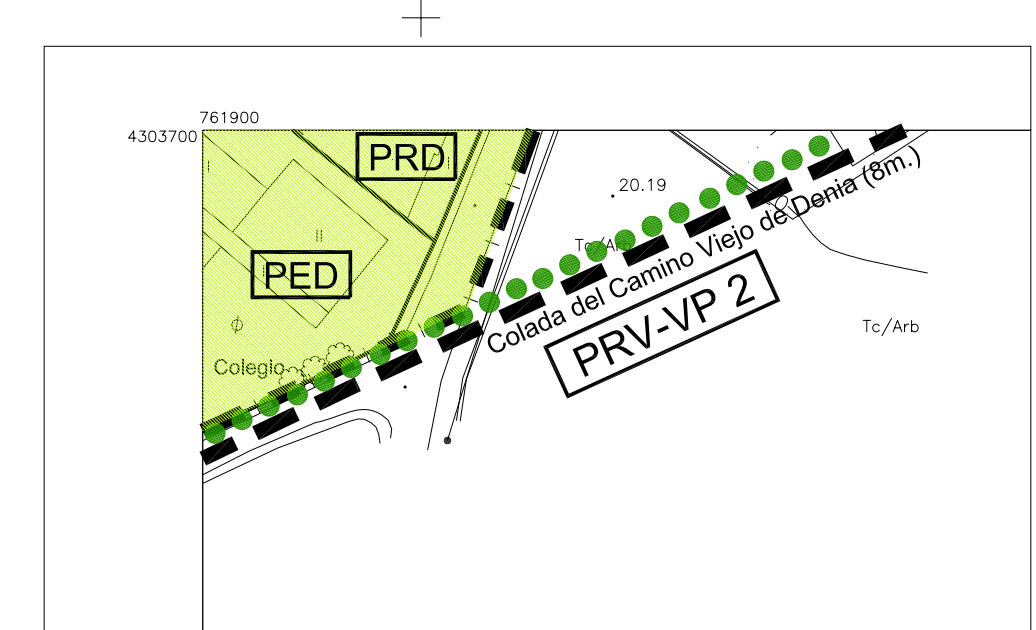 761900
4303700
PRD
20.19
Tc/Arb
Colada del Camino Viejo de Denia (8m.)
PED
PRV-VP 2
Tc/Arb
Colegio